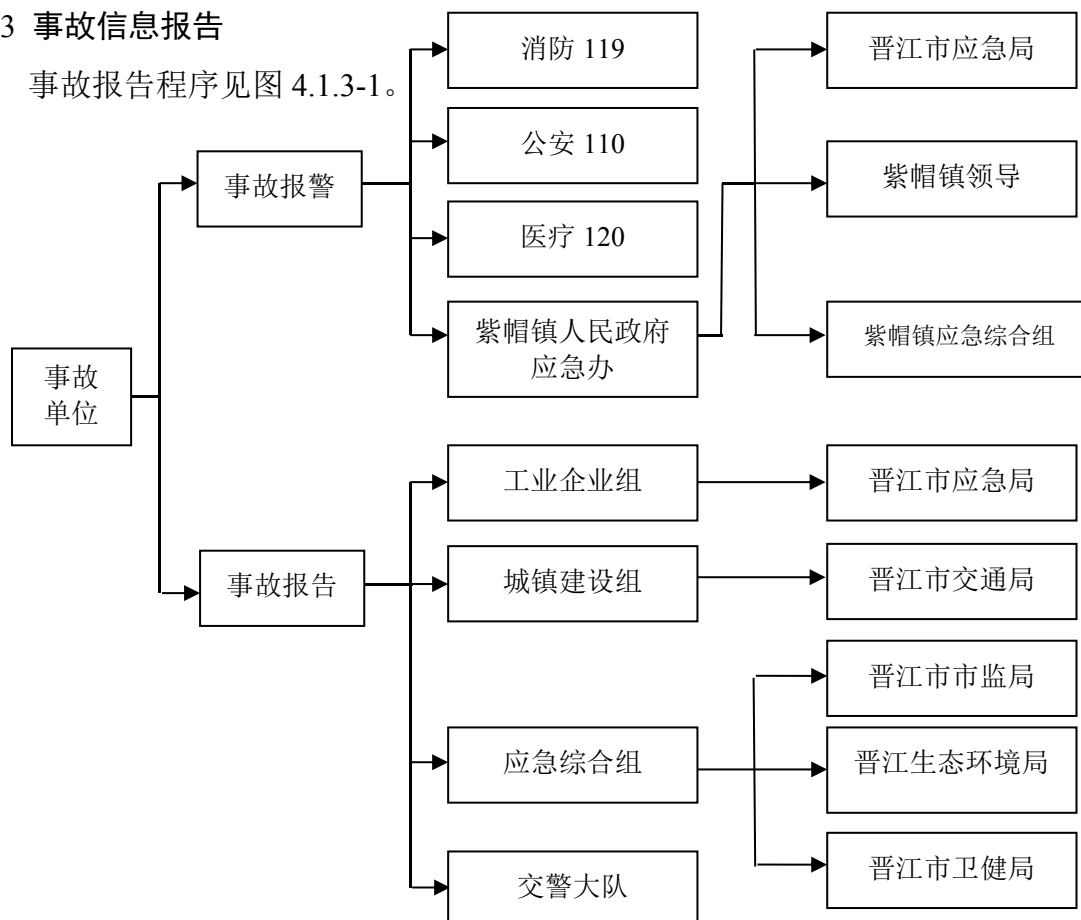 3 事故信息报告
事故报告程序见图 4.1.3-1。
消防 119
公安 110
医疗 120
紫帽镇人民政府
应急办
晋江市应急局
紫帽镇领导
紫帽镇应急综合组
事故报警
事故
单位
事故报告
工业企业组
城镇建设组
应急综合组
交警大队
晋江市应急局
晋江市交通局
晋江市市监局
晋江生态环境局
晋江市卫健局